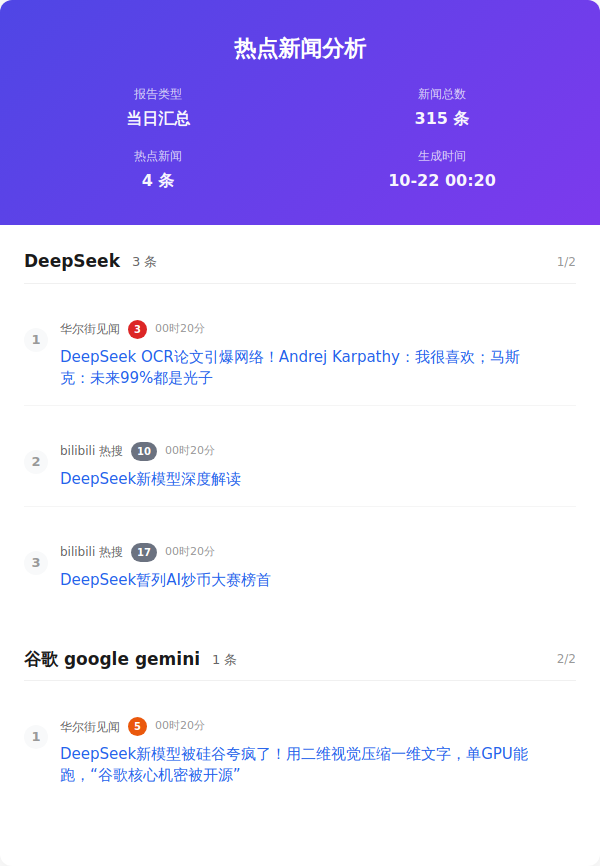 热点新闻分析
报告类型
新闻总数
当日汇总
315 条
热点新闻
生成时间
4 条
10-22 00:20
DeepSeek 3 条 1/2
1
华尔街见闻 3 00时20分
DeepSeek OCR论文引爆网络！Andrej Karpathy：我很喜欢；马斯
克：未来99%都是光子
2
bilibili 热搜 10 00时20分
DeepSeek新模型深度解读
3
bilibili 热搜 17 00时20分
DeepSeek暂列AI炒币大赛榜首
谷歌 google gemini 1 条 2/2
1
华尔街见闻 5 00时20分
DeepSeek新模型被硅谷夸疯了！用二维视觉压缩一维文字，单GPU能
跑，“谷歌核心机密被开源”